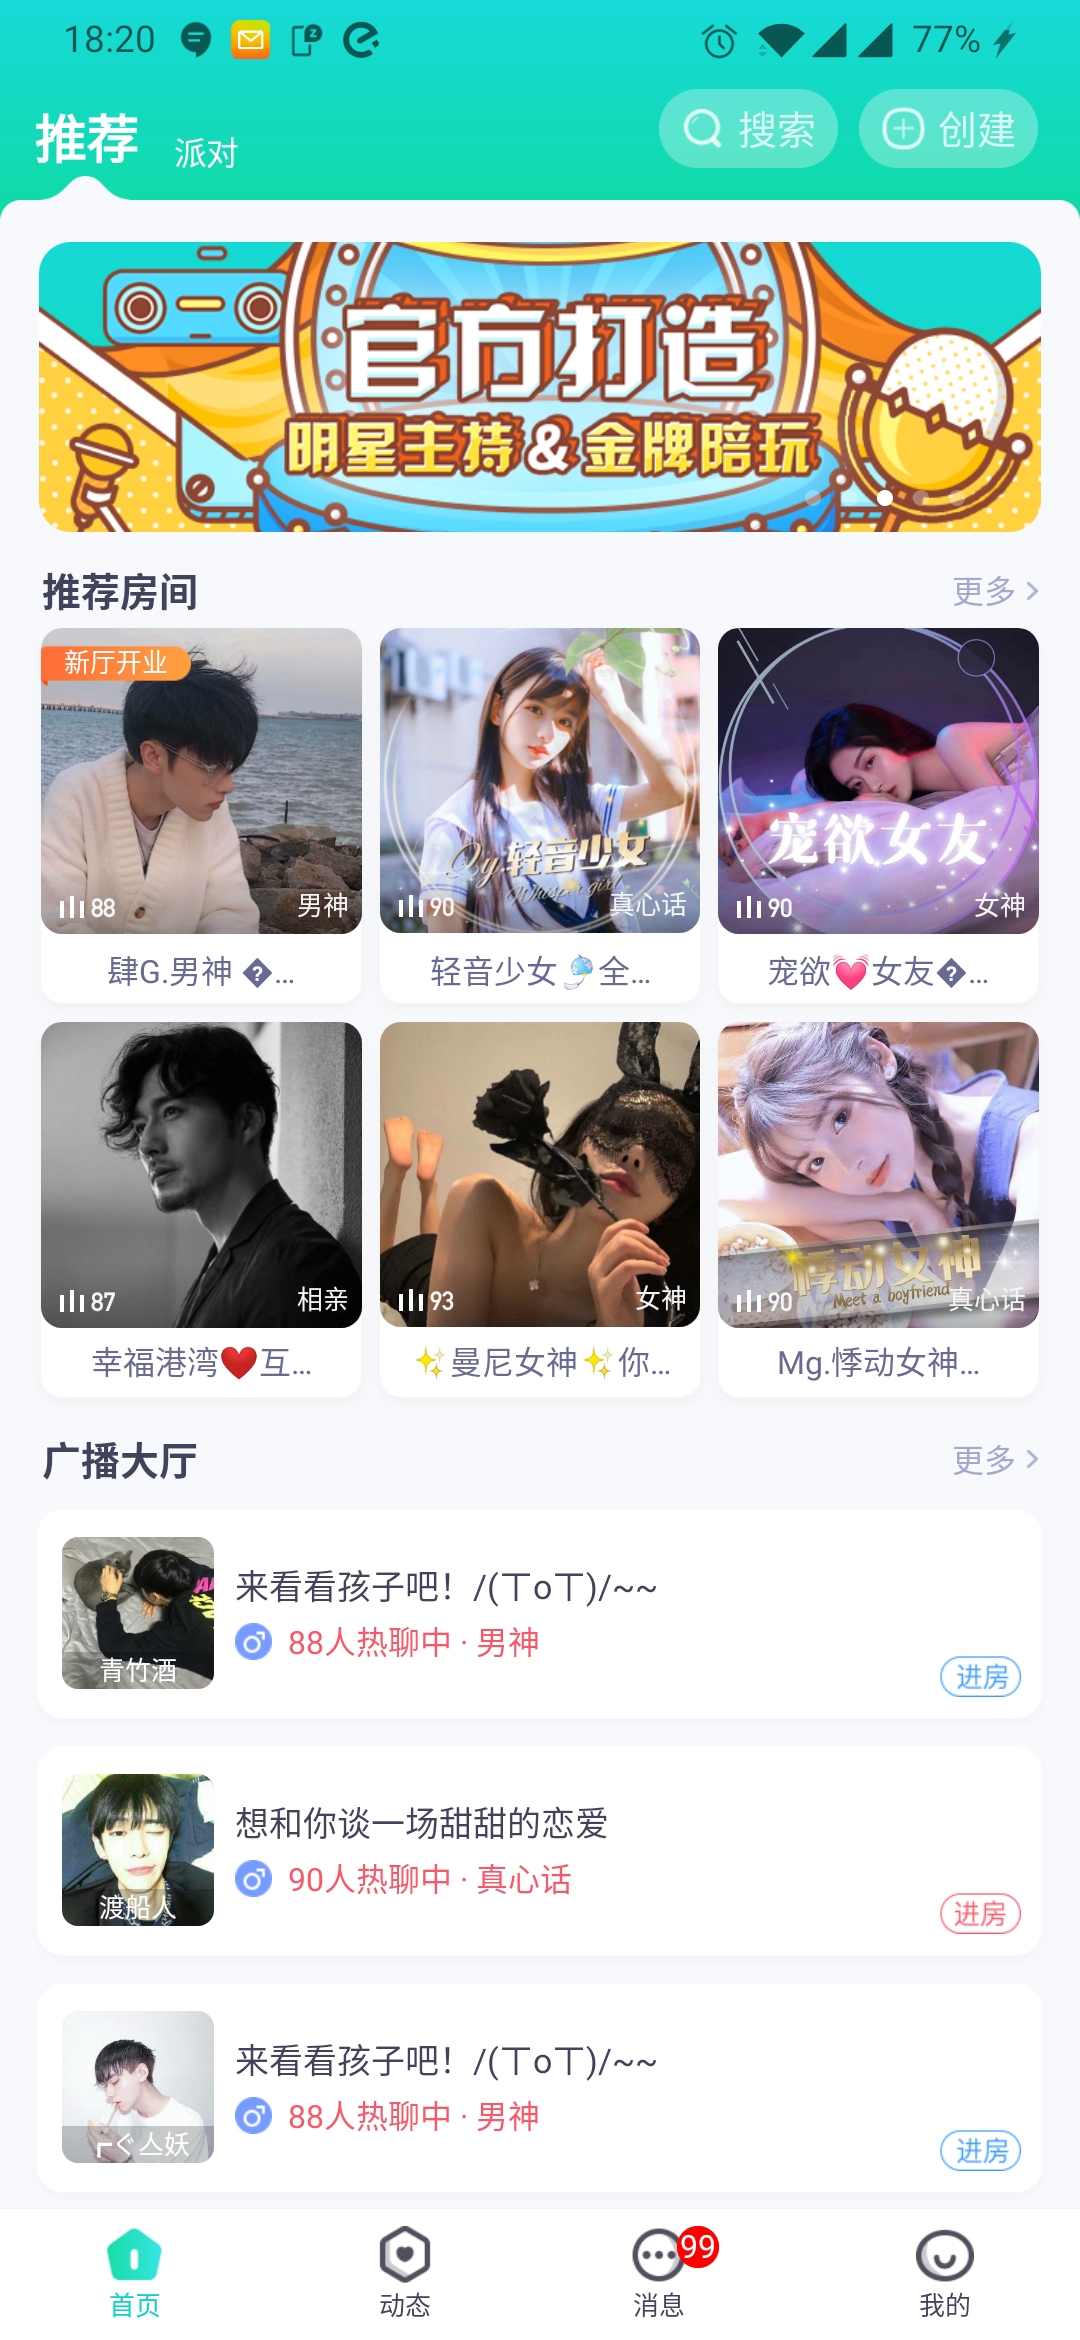 18:20
77%
推荐
派对
搜索
创建
官方打造
明星主持&金牌陪玩
推荐房间
更多
新厅开业
88
男神
Qy.轻音少女
Whisper girl
90
真心话
宠欲女友
90
女神
肆G.男神 �...
轻音少女🎐全...
宠欲💓女友�...
87
相亲
93
女神
悸动女神
Meet a boyfriend
90
真心话
幸福港湾❤️互...
✨曼尼女神✨你...
Mg.悸动女神...
广播大厅
更多
来看看孩子吧！/(ㄒoㄒ)/~~
88人热聊中 · 男神
青竹酒
进房
想和你谈一场甜甜的恋爱
90人热聊中 · 真心话
渡船人
进房
来看看孩子吧！/(ㄒoㄒ)/~~
88人热聊中 · 男神
┏ぐ亼妖
进房
99
首页
动态
消息
我的